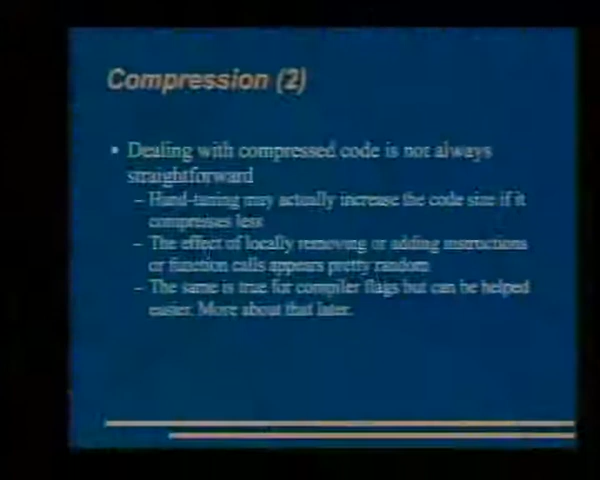 Compression (2)
• Dealing with compressed code is not always
straightforward
– Hand-tuning may actually increase the code size if it
compresses less
– The effect of locally removing or adding instructions
or function calls appears pretty random
– The same is true for compiler flags but can be helped
easier. More about that later.